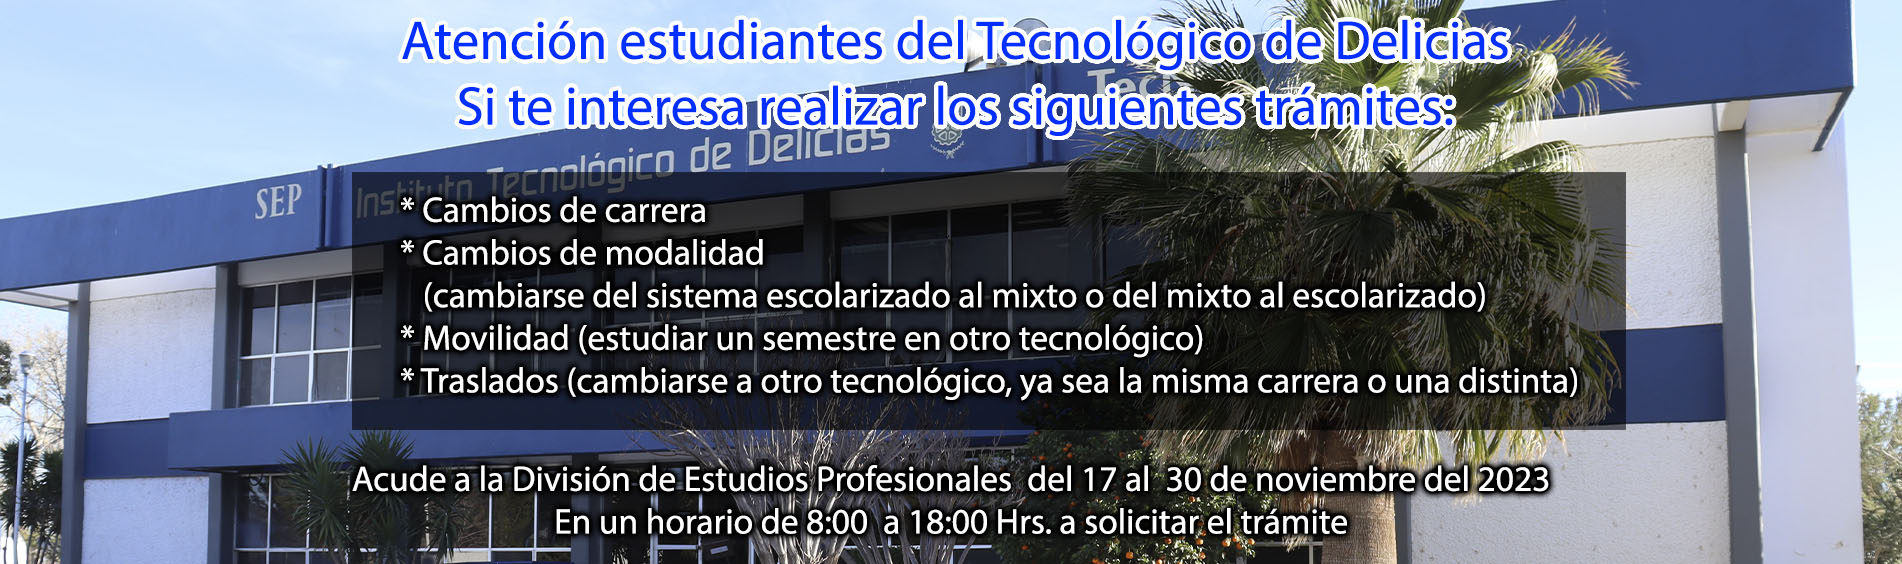 Atención estudiantes del Tecnológico de Delicias
Si te interesa realizar los siguientes trámites:
Tec
SEP
Instituto Tecnológico de Delicias
* Cambios de carrera
* Cambios de modalidad
(cambiarse del sistema escolarizado al mixto o del mixto al escolarizado)
* Movilidad (estudiar un semestre en otro tecnológico)
* Traslados (cambiarse a otro tecnológico, ya sea la misma carrera o una distinta)
Acude a la División de Estudios Profesionales  del 17 al  30 de noviembre del 2023
En un horario de 8:00  a 18:00 Hrs. a solicitar el trámite